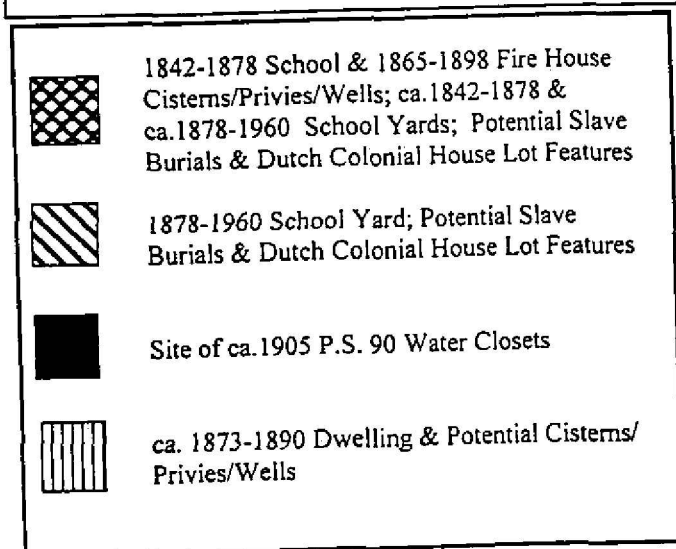 1842-1878 School & 1865-1898 Fire House
Cisterns/Privies/Wells; ca.1842-1878 &
ca.1878-1960 School Yards; Potential Slave
Burials & Dutch Colonial House Lot Features
1878-1960 School Yard; Potential Slave
Burials & Dutch Colonial House Lot Features
Site of ca.1905 P.S. 90 Water Closets
ca. 1873-1890 Dwelling & Potential Cisterns/
Privies/Wells